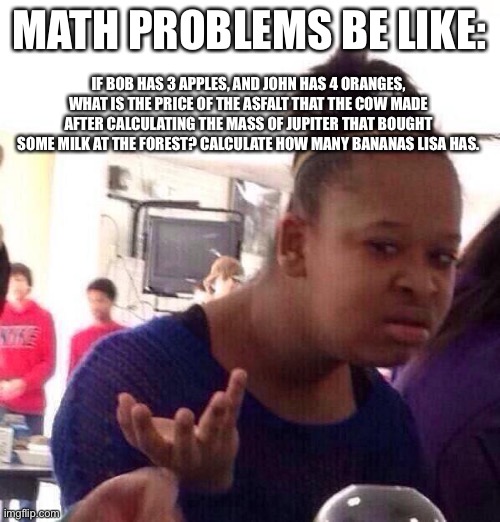 MATH PROBLEMS BE LIKE:
IF BOB HAS 3 APPLES, AND JOHN HAS 4 ORANGES,
WHAT IS THE PRICE OF THE ASFALT THAT THE COW MADE
AFTER CALCULATING THE MASS OF JUPITER THAT BOUGHT
SOME MILK AT THE FOREST? CALCULATE HOW MANY BANANAS LISA HAS.
NIKE
imgflip.com